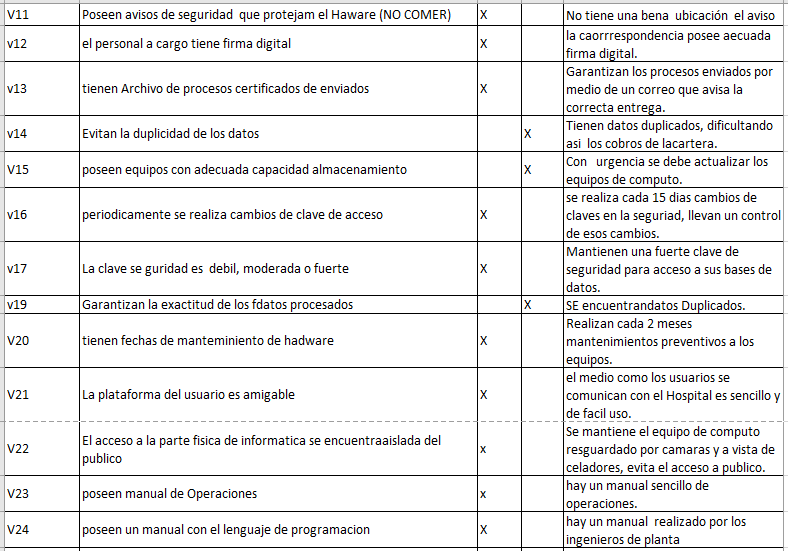 V11 Poseen avisos de seguridad que protejam el Haware (NO COMER) X No tiene una bena ubicación el aviso
v12 el personal a cargo tiene firma digital X la caorrrespondencia posee aecuada
firma digital.
v13 tienen Archivo de procesos certificados de enviados X Garantizan los procesos enviados por
medio de un correo que avisa la
correcta entrega.
v14 Evitan la duplicidad de los datos X Tienen datos duplicados, dificultando
asi los cobros de lacartera.
V15 poseen equipos con adecuada capacidad almacenamiento X Con urgencia se debe actualizar los
equipos de computo.
v16 periodicamente se realiza cambios de clave de acceso X se realiza cada 15 dias cambios de
claves en la seguriad, llevan un control
de esos cambios.
v17 La clave se guridad es debil, moderada o fuerte X Mantienen una fuerte clave de
seguridad para acceso a sus bases de
datos.
v19 Garantizan la exactitud de los fdatos procesados X SE encuentrandatos Duplicados.
V20 tienen fechas de manteminiento de hadware X Realizan cada 2 meses
mantenimientos preventivos a los
equipos.
V21 La plataforma del usuario es amigable X el medio como los usuarios se
comunican con el Hospital es sencillo y
de facil uso.
V22 El acceso a la parte fisica de informatica se encuentraaislada del
publico x Se mantiene el equipo de computo
resguardado por camaras y a vista de
celadores, evita el acceso a publico.
V23 poseen manual de Operaciones x hay un manual sencillo de
operaciones.
V24 poseen un manual con el lenguaje de programacion X hay un manual realizado por los
ingenieros de planta